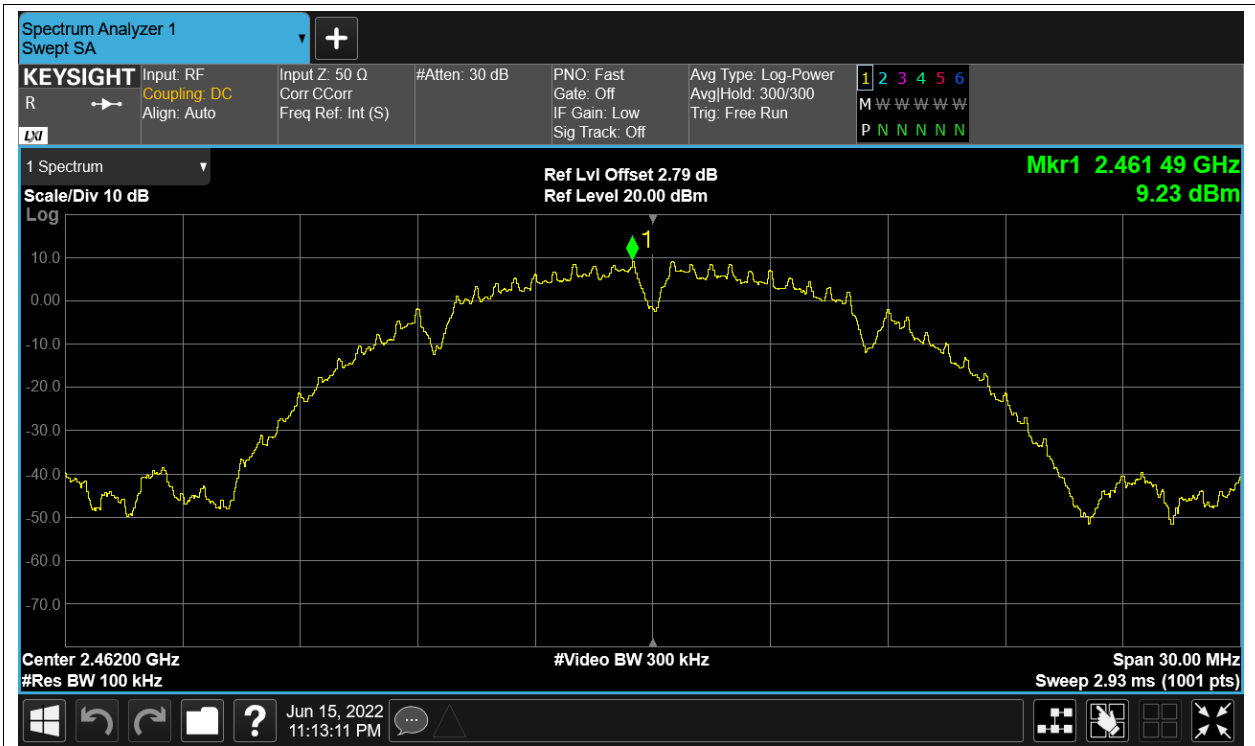 Spectrum Analyzer 1
Swept SA
KEYSIGHT
R
LXI
Input: RF
Coupling: DC
Align: Auto
Input Z: 50 Ω
Corr CCorr
Freq Ref: Int (S)
#Atten: 30 dB
PNO: Fast
Gate: Off
IF Gain: Low
Sig Track: Off
Avg Type: Log-Power
Avg|Hold: 300/300
Trig: Free Run
1 2 3 4 5 6
M W W W W W
P N N N N N
1 Spectrum
Scale/Div 10 dB
Log
Ref Lvl Offset 2.79 dB
Ref Level 20.00 dBm
Mkr1 2.461 49 GHz
9.23 dBm
1
10.0
0.00
-10.0
-20.0
-30.0
-40.0
-50.0
-60.0
-70.0
Center 2.46200 GHz
#Res BW 100 kHz
#Video BW 300 kHz
Span 30.00 MHz
Sweep 2.93 ms (1001 pts)
?
Jun 15, 2022
11:13:11 PM